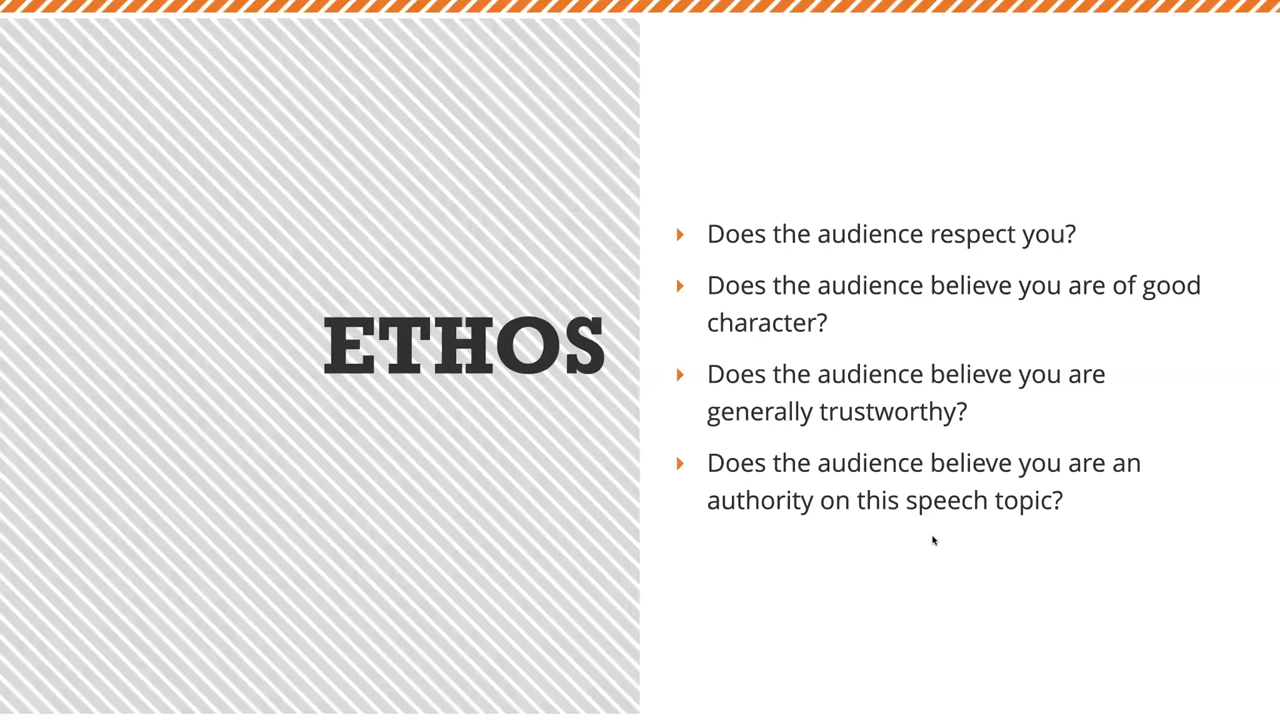 ETHOS
Does the audience respect you?
Does the audience believe you are of good
character?
Does the audience believe you are
generally trustworthy?
Does the audience believe you are an
authority on this speech topic?